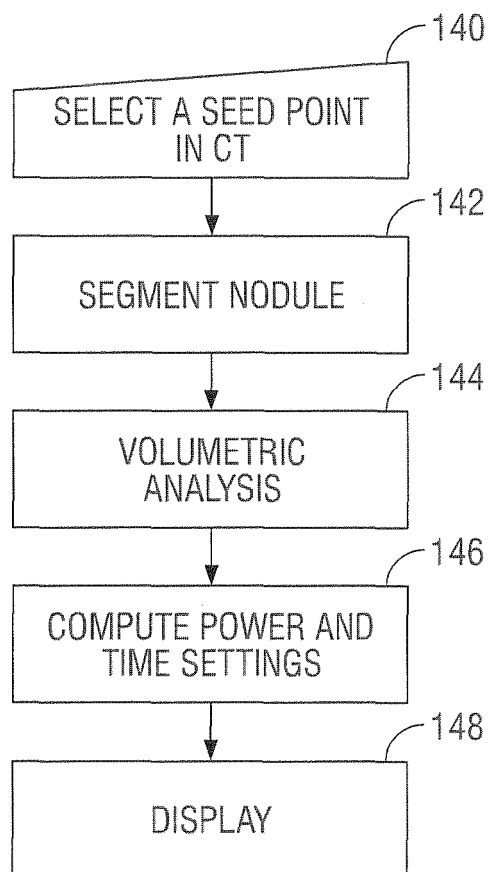 140
SELECT A SEED POINT
IN CT
142
SEGMENT NODULE
144
VOLUMETRIC
ANALYSIS
146
COMPUTE POWER AND
TIME SETTINGS
148
DISPLAY